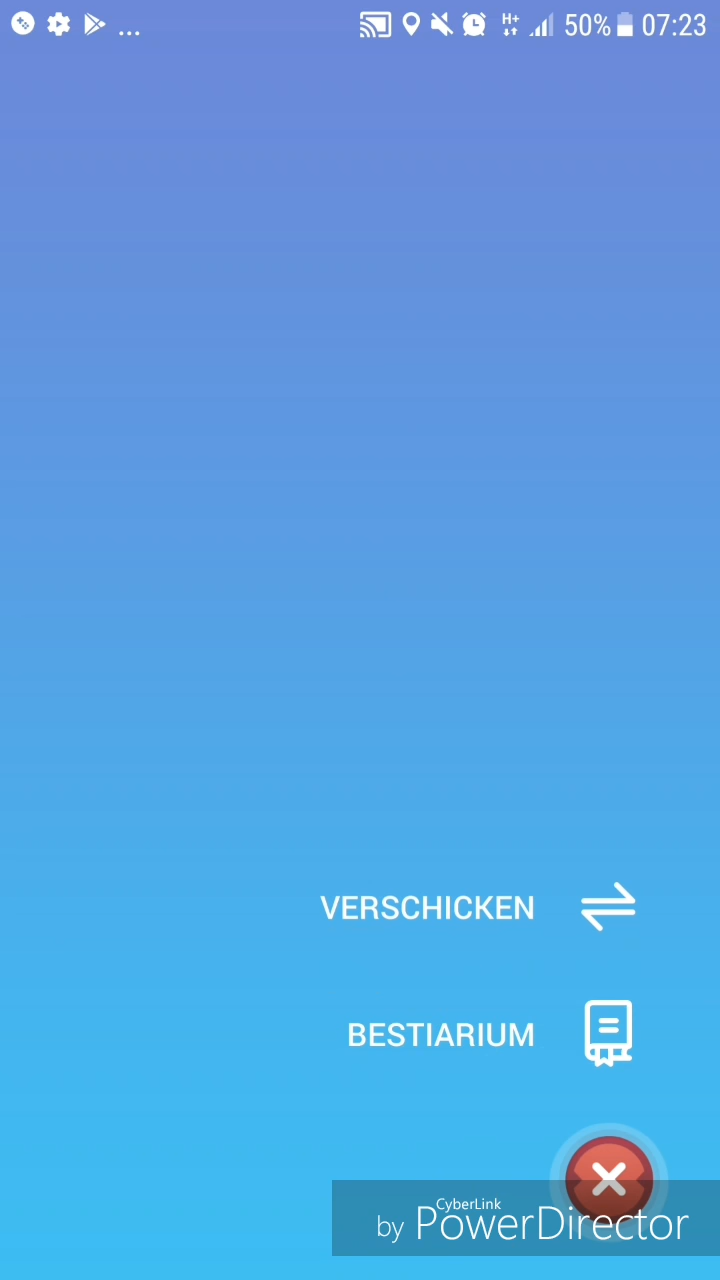 ... H+ 50% 07:23
VERSCHICKEN
BESTIARIUM
CyberLink
by PowerDirector